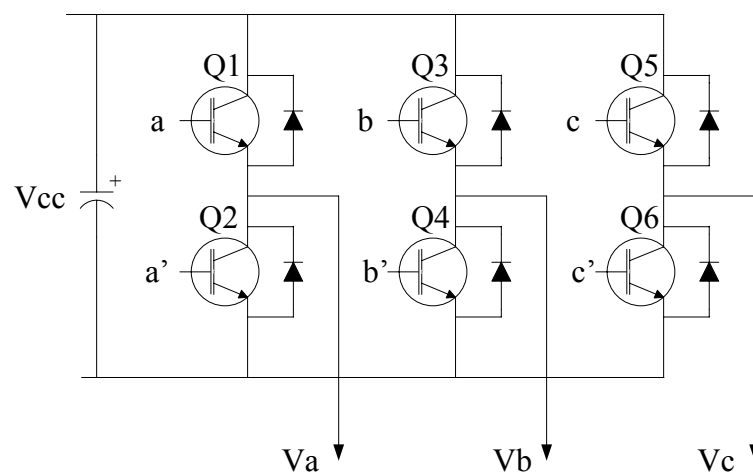 Q1 Q3 Q5
a b c
+
Vcc
Q2 Q4 Q6
a’ b’ c’
Va Vb Vc